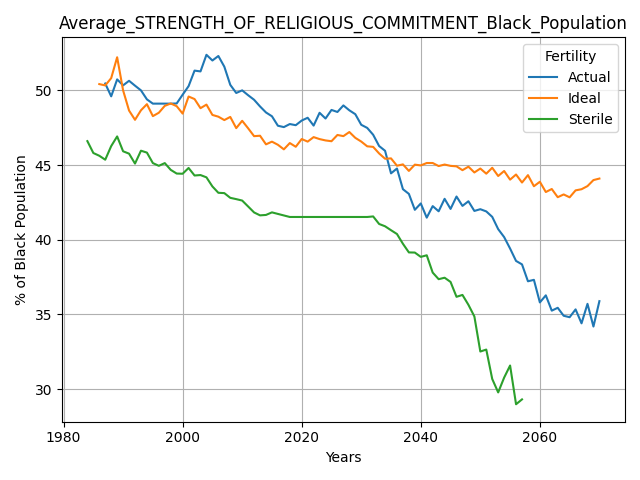 Average_STRENGTH_OF_RELIGIOUS_COMMITMENT_Black_Population
Fertility
Actual
Ideal
Sterile
% of Black Population
50
45
40
35
30
1980
2000
2020
2040
2060
Years